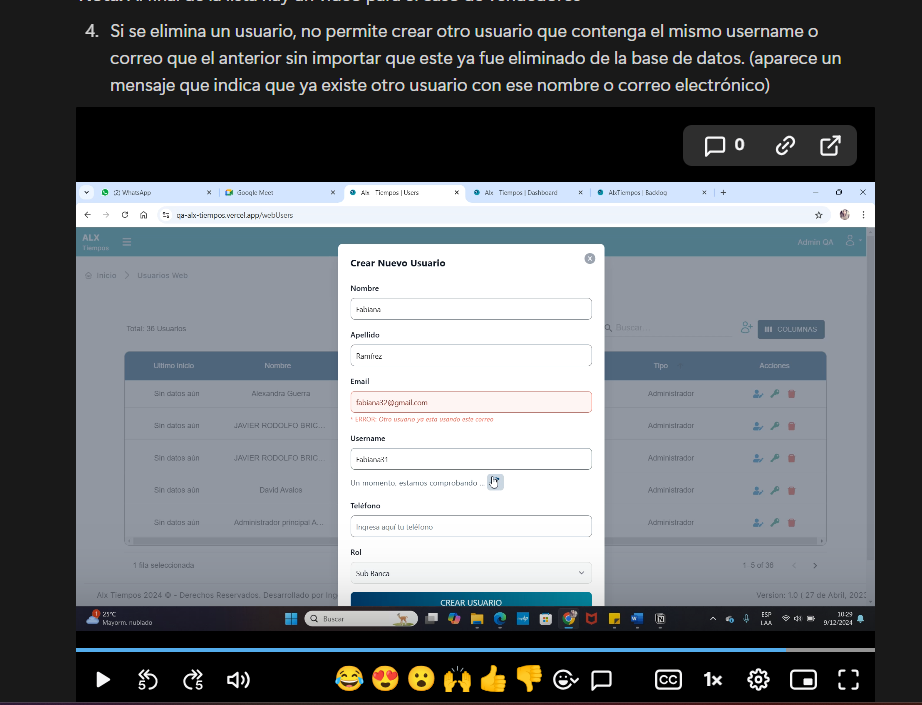 4. Si se elimina un usuario, no permite crear otro usuario que contenga el mismo username o
correo que el anterior sin importar que este ya fue eliminado de la base de datos. (aparece un
mensaje que indica que ya existe otro usuario con ese nombre o correo electrónico)
0
(2) WhatsApp
Google Meet
Alx - Tiempos | Users
Alx - Tiempos | Dashboard
AlxTiempos | Backlog
qa-alx-tiempos.vercel.app/webUsers
ALX
Tiempos
Admin QA
Inicio > Usuarios Web
Crear Nuevo Usuario
Nombre
Fabiana
Apellido
Ramírez
Email
fabiana32@gmail.com
* ERROR: Otro usuario ya está usando este correo
Username
Fabiana31
Un momento, estamos comprobando ...
Teléfono
Ingresa aquí tu teléfono
Rol
Sub Banca
CREAR USUARIO
Total: 36 Usuarios
Buscar...
COLUMNAS
Ultimo Inicio Nombre Tipo Acciones
Sin datos aún Alexandra Guerra Administrador
Sin datos aún JAVIER RODOLFO BRIC... Administrador
Sin datos aún JAVIER RODOLFO BRIC... Administrador
Sin datos aún David Avalos Administrador
Sin datos aún Administrador principal A... Administrador
1 fila seleccionada
1–5 of 36
Alx Tiempos 2024 © - Derechos Reservados. Desarrollado por
Version: 1.0 | 27 de Abril, 202
25°C
Mayorm. nublado
Buscar
ESP
LAA
10:29
9/12/2024
5
5
CC
1x